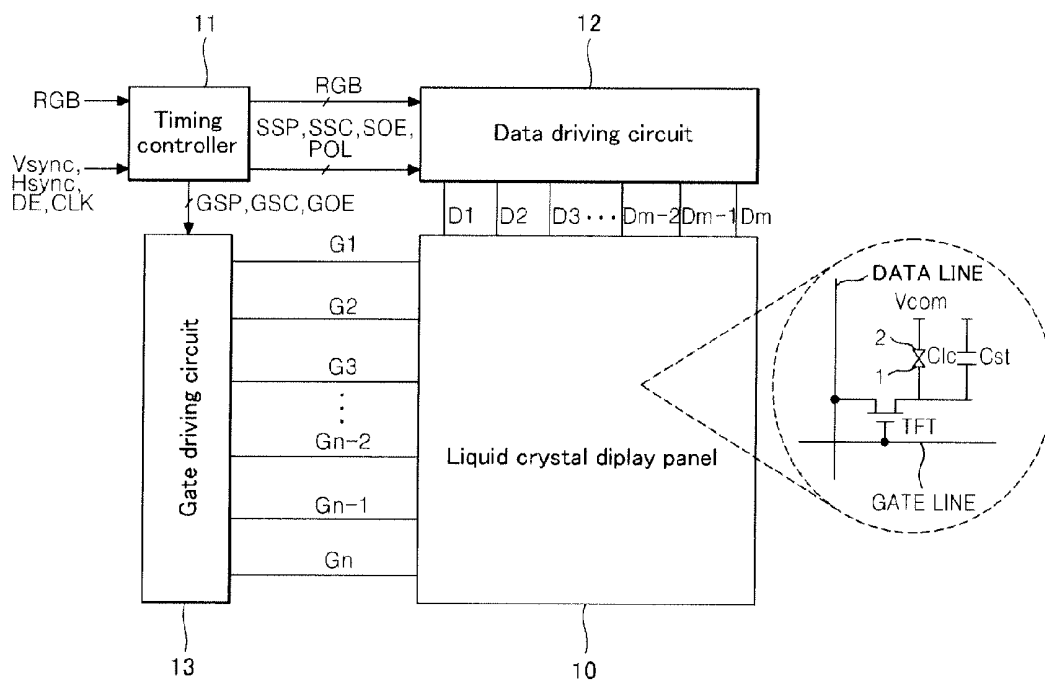 11
12
RGB
Timing
controller
RGB
SSP,SSC,SOE,
POL
Data driving circuit
Vsync,
Hsync,
DE,CLK
GSP,GSC,GOE
D1 D2 D3 ··· Dm-2 Dm-1 Dm
Gate driving circuit
G1
G2
G3
Gn-2
Gn-1
Gn
Liquid crystal diplay panel
DATA LINE
Vcom
2
Clc
Cst
1
TFT
GATE LINE
13
10